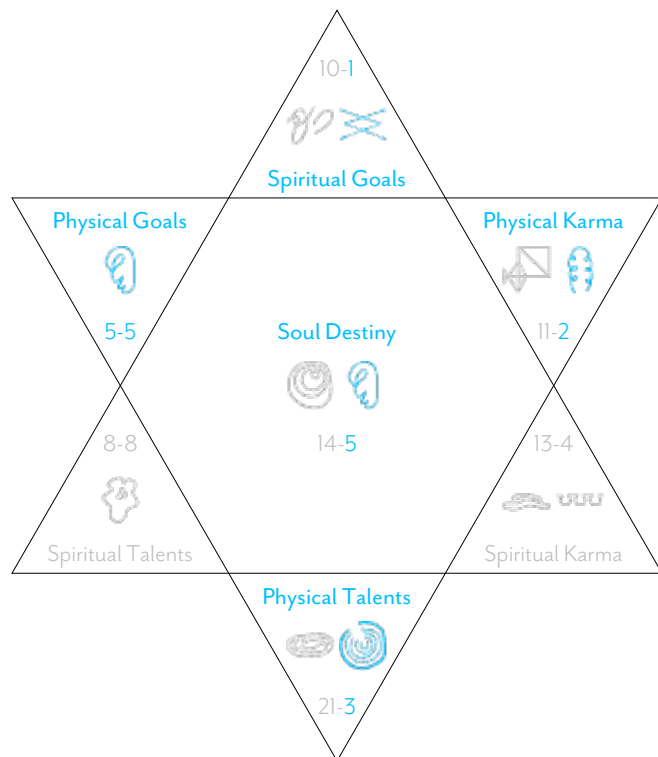 10-1
Spiritual Goals
Physical Goals
5-5
Physical Karma
11-2
Soul Destiny
14-5
8-8
Spiritual Talents
13-4
Spiritual Karma
Physical Talents
21-3